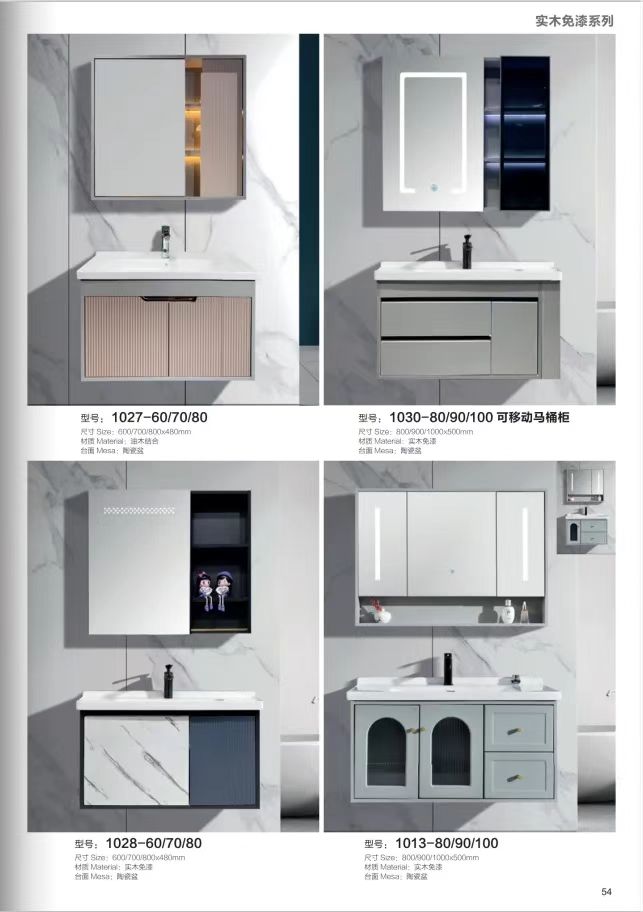 实木免漆系列
型号：1027-60/70/80
尺寸 Size：600/700/800x480mm
材质 Material：油木结合
台面 Mesa：陶瓷盆
型号：1030-80/90/100 可移动马桶柜
尺寸 Size：800/900/1000x500mm
材质 Material：实木免漆
台面 Mesa：陶瓷盆
型号：1028-60/70/80
尺寸 Size：600/700/800x480mm
材质 Material：实木免漆
台面 Mesa：陶瓷盆
型号：1013-80/90/100
尺寸 Size：800/900/1000x500mm
材质 Material：实木免漆
台面 Mesa：陶瓷盆
54